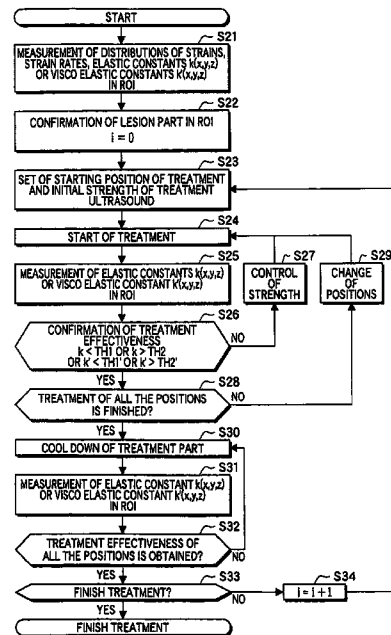 START
S21
MEASUREMENT OF DISTRIBUTIONS OF STRAINS,
STRAIN RATES, ELASTIC CONSTANTS k(x,y,z)
OR VISCO ELASTIC CONSTANTS k'(x,y,z)
IN ROI
S22
CONFIRMATION OF LESION PART IN ROI
i = 0
S23
SET OF STARTING POSITION OF TREATMENT
AND INITIAL STRENGTH OF TREATMENT
ULTRASOUND
S24
START OF TREATMENT
S25
MEASUREMENT OF ELASTIC CONSTANTS k(x,y,z)
OR VISCO ELASTIC CONSTANT k'(x,y,z)
IN ROI
S27
CONTROL
OF
STRENGTH
S29
CHANGE
OF
POSITIONS
S26
CONFIRMATION OF TREATMENT
EFFECTIVENESS
k < TH1 OR k > TH2
OR k' < TH1' OR k' > TH2'
NO
YES
S28
TREATMENT OF ALL THE POSITIONS
IS FINISHED?
NO
YES
S30
COOL DOWN OF TREATMENT PART
S31
MEASUREMENT OF ELASTIC CONSTANT k(x,y,z)
OR VISCO ELASTIC CONSTANT k'(x,y,z)
IN ROI
S32
TREATMENT EFFECTIVENESS
OF ALL THE POSITIONS IS OBTAINED?
NO
YES
S33
FINISH TREATMENT?
NO
S34
i = i + 1
YES
FINISH TREATMENT